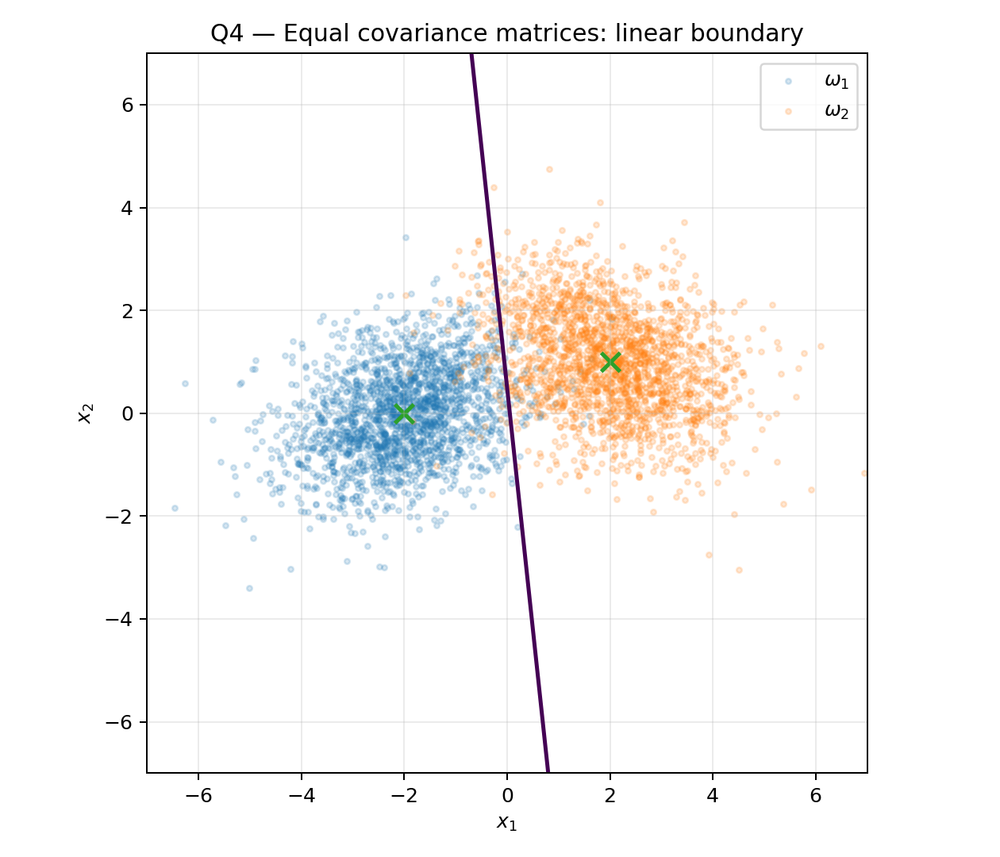 Q4 — Equal covariance matrices: linear boundary
ω₁
ω₂
6
4
2
0
−2
−4
−6
x₂
−6 −4 −2 0 2 4 6
x₁